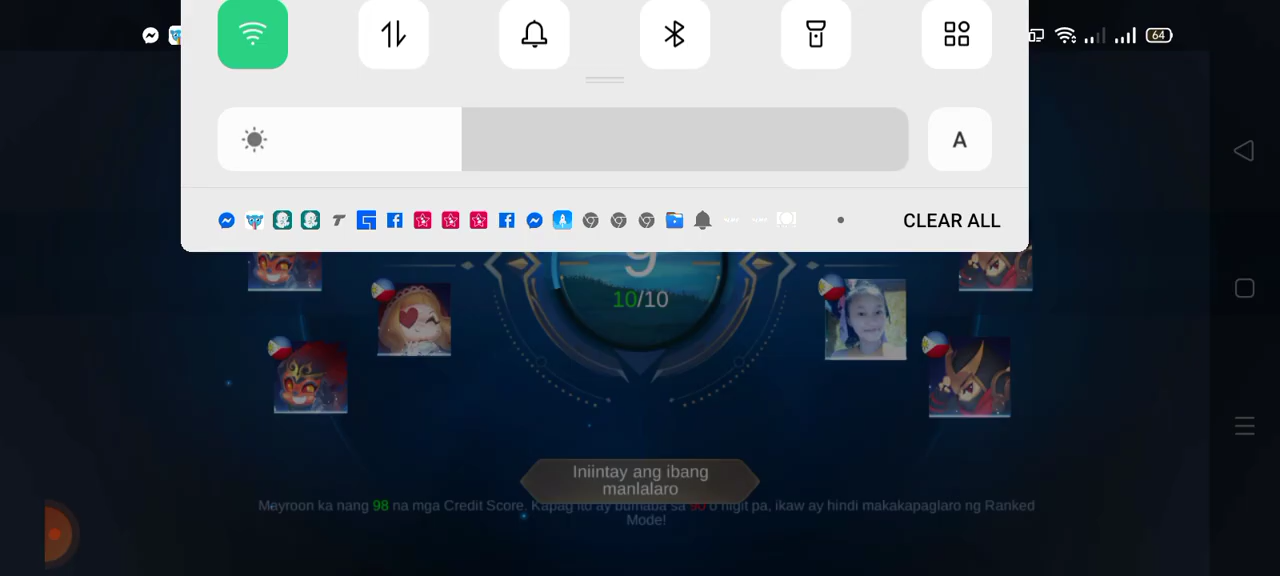 64
A
CLEAR ALL
9
10/10
Iniintay ang ibang
manlalaro
Mayroon ka nang 98 na mga Credit Score. Kapag ito ay bumaba sa 90 o higit pa, ikaw ay hindi makakapaglaro ng Ranked
Mode!